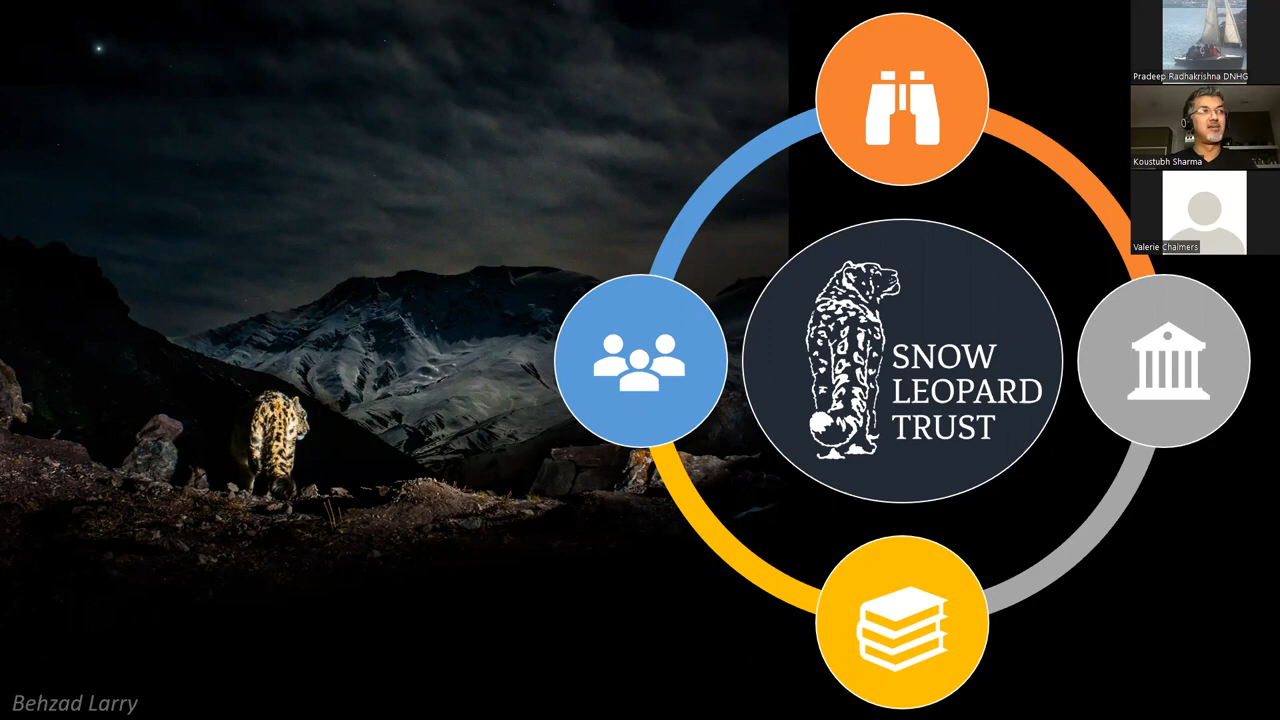 Pradeep Radhakrishna DNHG
Koustubh Sharma
Valerie Chalmers
SNOW
LEOPARD
TRUST
Behzad Larry